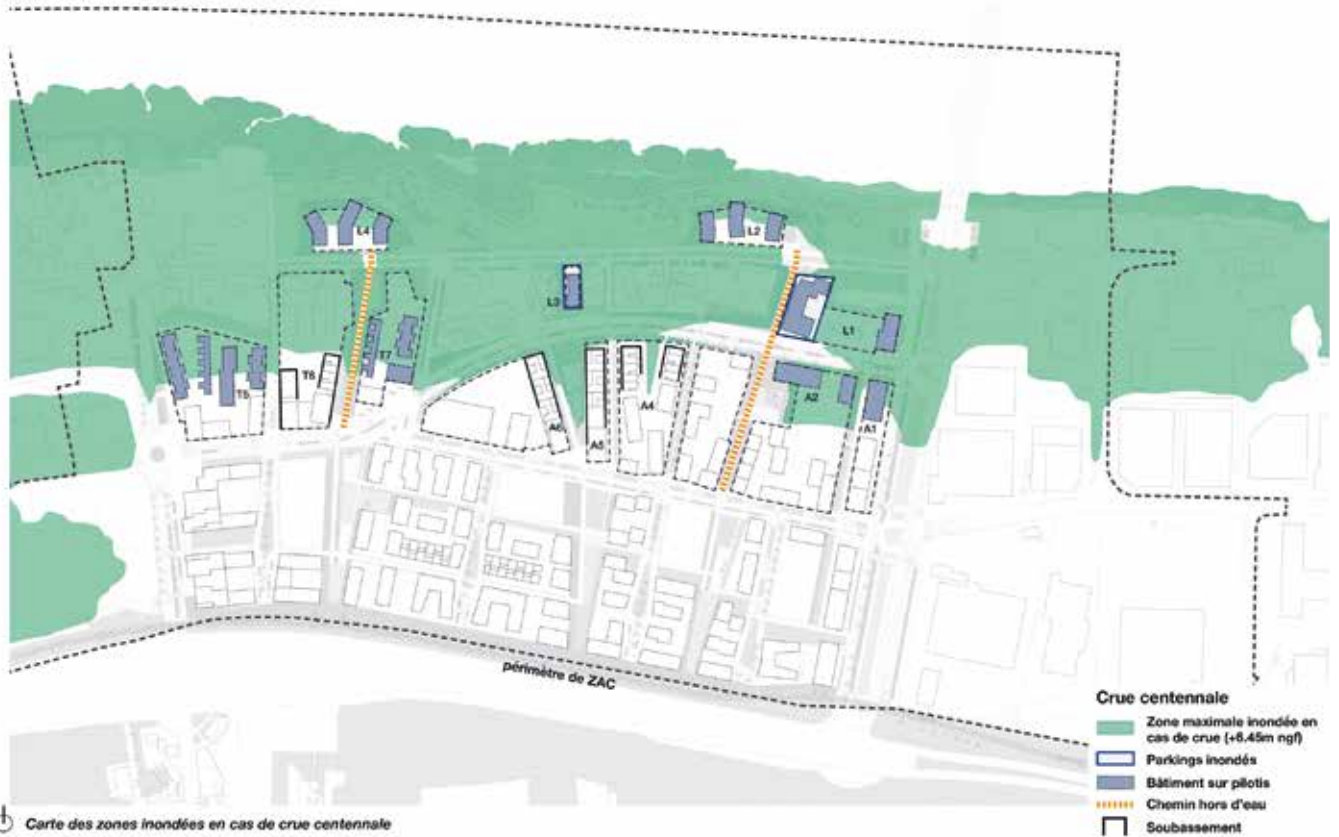 L4
L2
L3
L1
T7
T6
T5
A6
A5
A4
A2
A1
périmètre de ZAC
Crue centennale
Zone maximale inondée en
cas de crue (+6.45m ngf)
Parkings inondés
Bâtiment sur pilotis
Chemin hors d'eau
Soubassement
Carte des zones inondées en cas de crue centennale